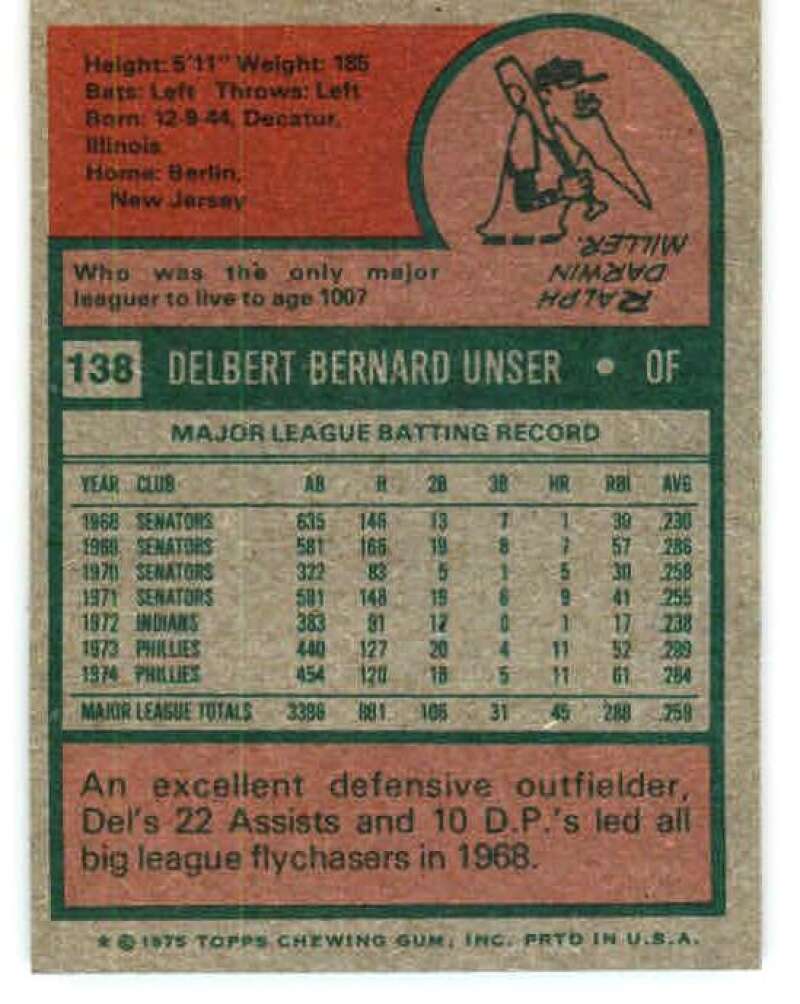 Height: 5'11" Weight: 185
Bats: Left Throws: Left
Born: 12-9-44, Decatur,
Illinois
Home: Berlin,
New Jersey
Who was the only major
leaguer to live to age 100?
RALPH
DARWIN
MILLER.
138 DELBERT BERNARD UNSER • OF
MAJOR LEAGUE BATTING RECORD
YEAR CLUB AB H 2B 3B HR RBI AVG
1968 SENATORS 635 146 13 7 1 30 .230
1969 SENATORS 581 166 19 8 7 57 .286
1970 SENATORS 322 83 5 1 5 30 .258
1971 SENATORS 581 148 19 6 9 41 .255
1972 INDIANS 383 91 12 0 1 17 .238
1973 PHILLIES 440 127 20 4 11 52 .289
1974 PHILLIES 454 120 18 5 11 61 .264
MAJOR LEAGUE TOTALS 3396 881 106 31 45 288 .259
An excellent defensive outfielder,
Del's 22 Assists and 10 D.P.'s led all
big league flychasers in 1968.
* © 1975 TOPPS CHEWING GUM, INC. PRTD IN U.S.A.